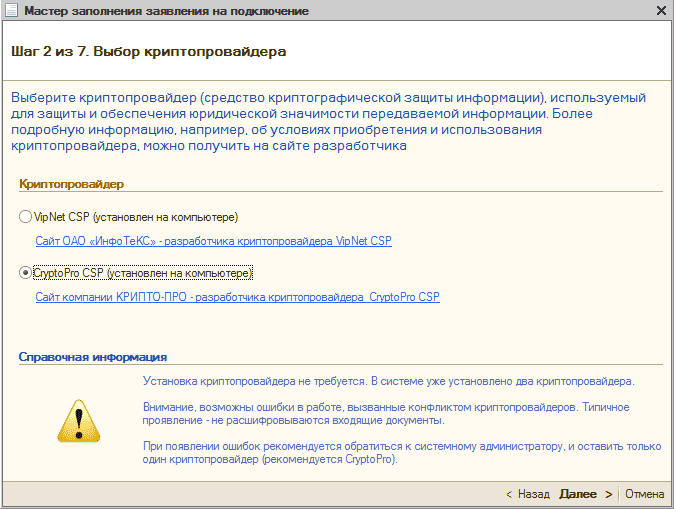 Мастер заполнения заявления на подключение
Шаг 2 из 7. Выбор криптопровайдера
Выберите криптопровайдер (средство криптографической защиты информации), используемый
для защиты и обеспечения юридической значимости передаваемой информации. Более
подробную информацию, например, об условиях приобретения и использования
криптопровайдера, можно получить на сайте разработчика
Криптопровайдер
VipNet CSP (установлен на компьютере)
Сайт ОАО «ИнфоТеКС» - разработчика криптопровайдера VipNet CSP
CryptoPro CSP (установлен на компьютере)
Сайт компании КРИПТО-ПРО - разработчика криптопровайдера CryptoPro CSP
Справочная информация
Установка криптопровайдера не требуется. В системе уже установлено два криптопровайдера.
Внимание, возможны ошибки в работе, вызванные конфликтом криптопровайдеров. Типичное
проявление - не расшифровываются входящие документы.
При появлении ошибок рекомендуется обратиться к системному администратору, и оставить только
один криптопровайдер (рекомендуется CryptoPro).
< Назад Далее > Отмена